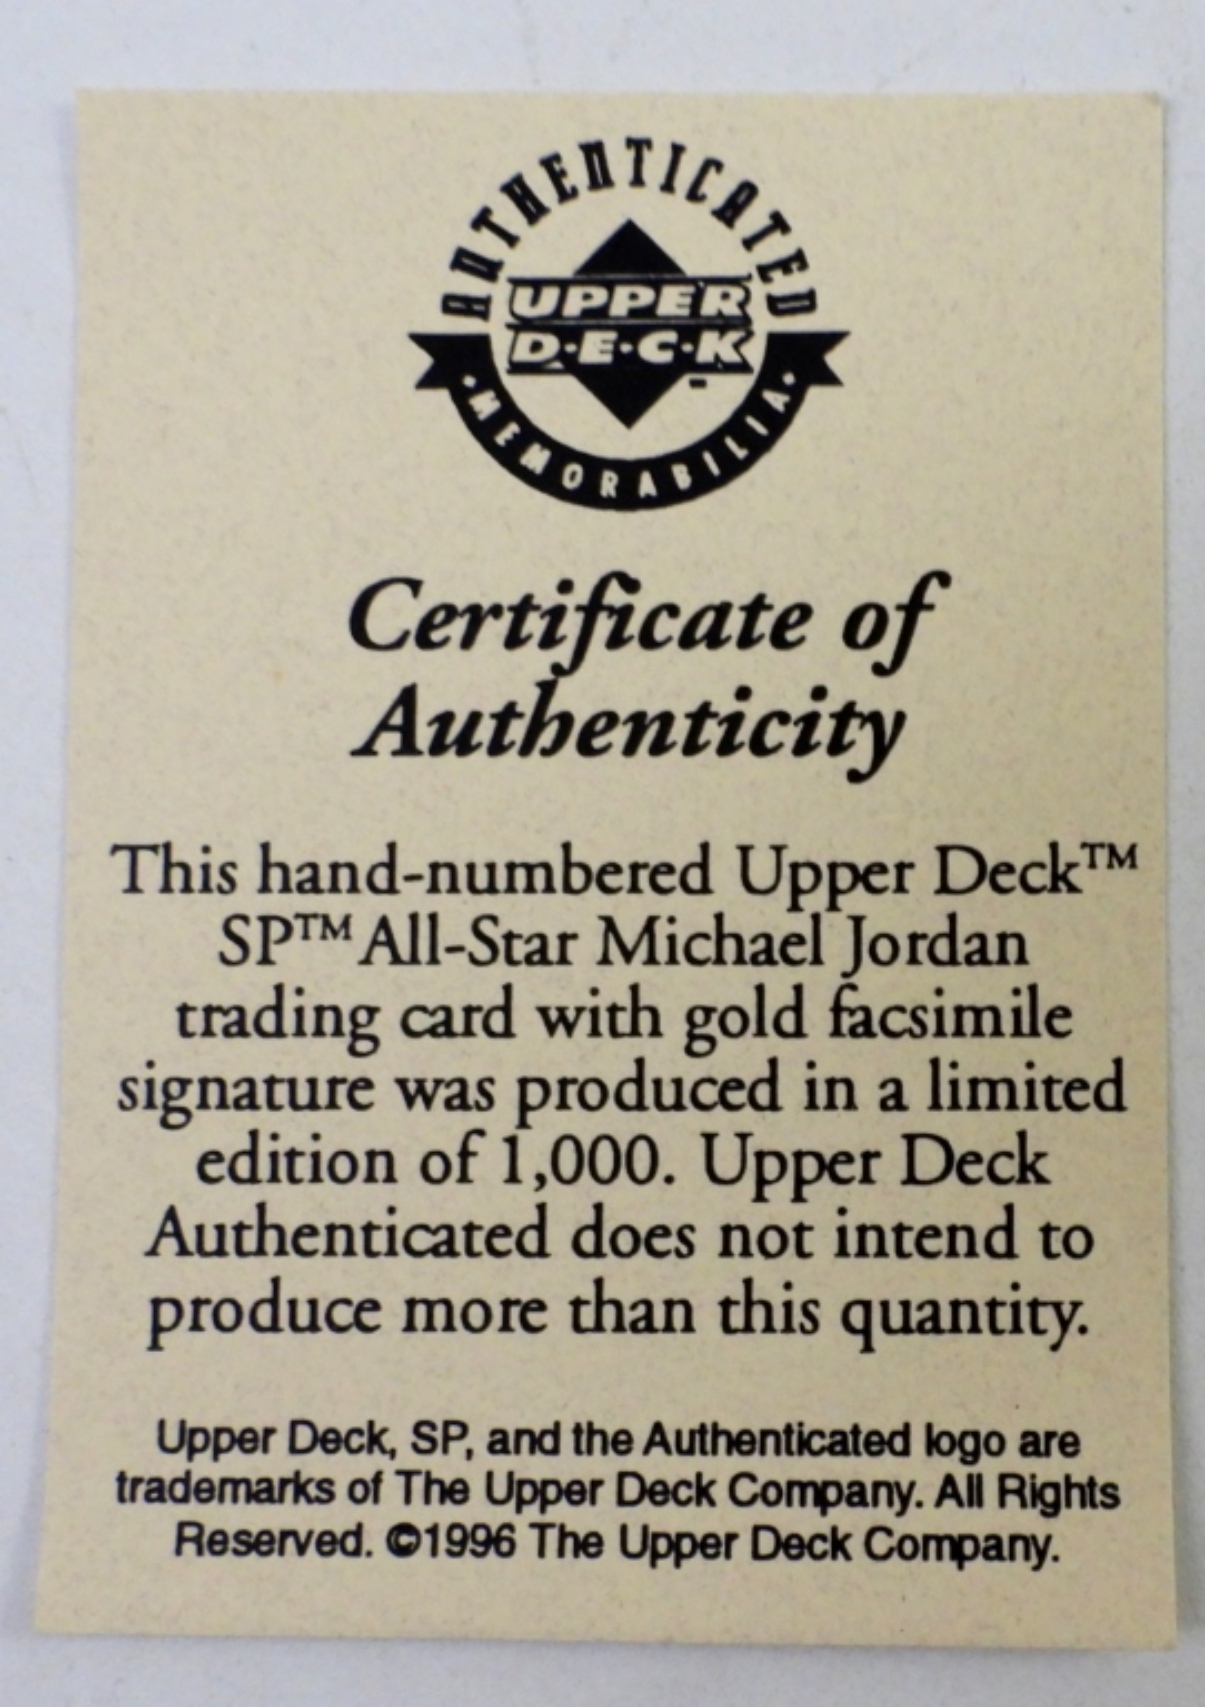 AUTHENTICATED
UPPER
D·E·C·K
·MEMORABILIA·
Certificate of
Authenticity
This hand-numbered Upper Deck™
SP™ All-Star Michael Jordan
trading card with gold facsimile
signature was produced in a limited
edition of 1,000. Upper Deck
Authenticated does not intend to
produce more than this quantity.
Upper Deck, SP, and the Authenticated logo are
trademarks of The Upper Deck Company. All Rights
Reserved. ©1996 The Upper Deck Company.